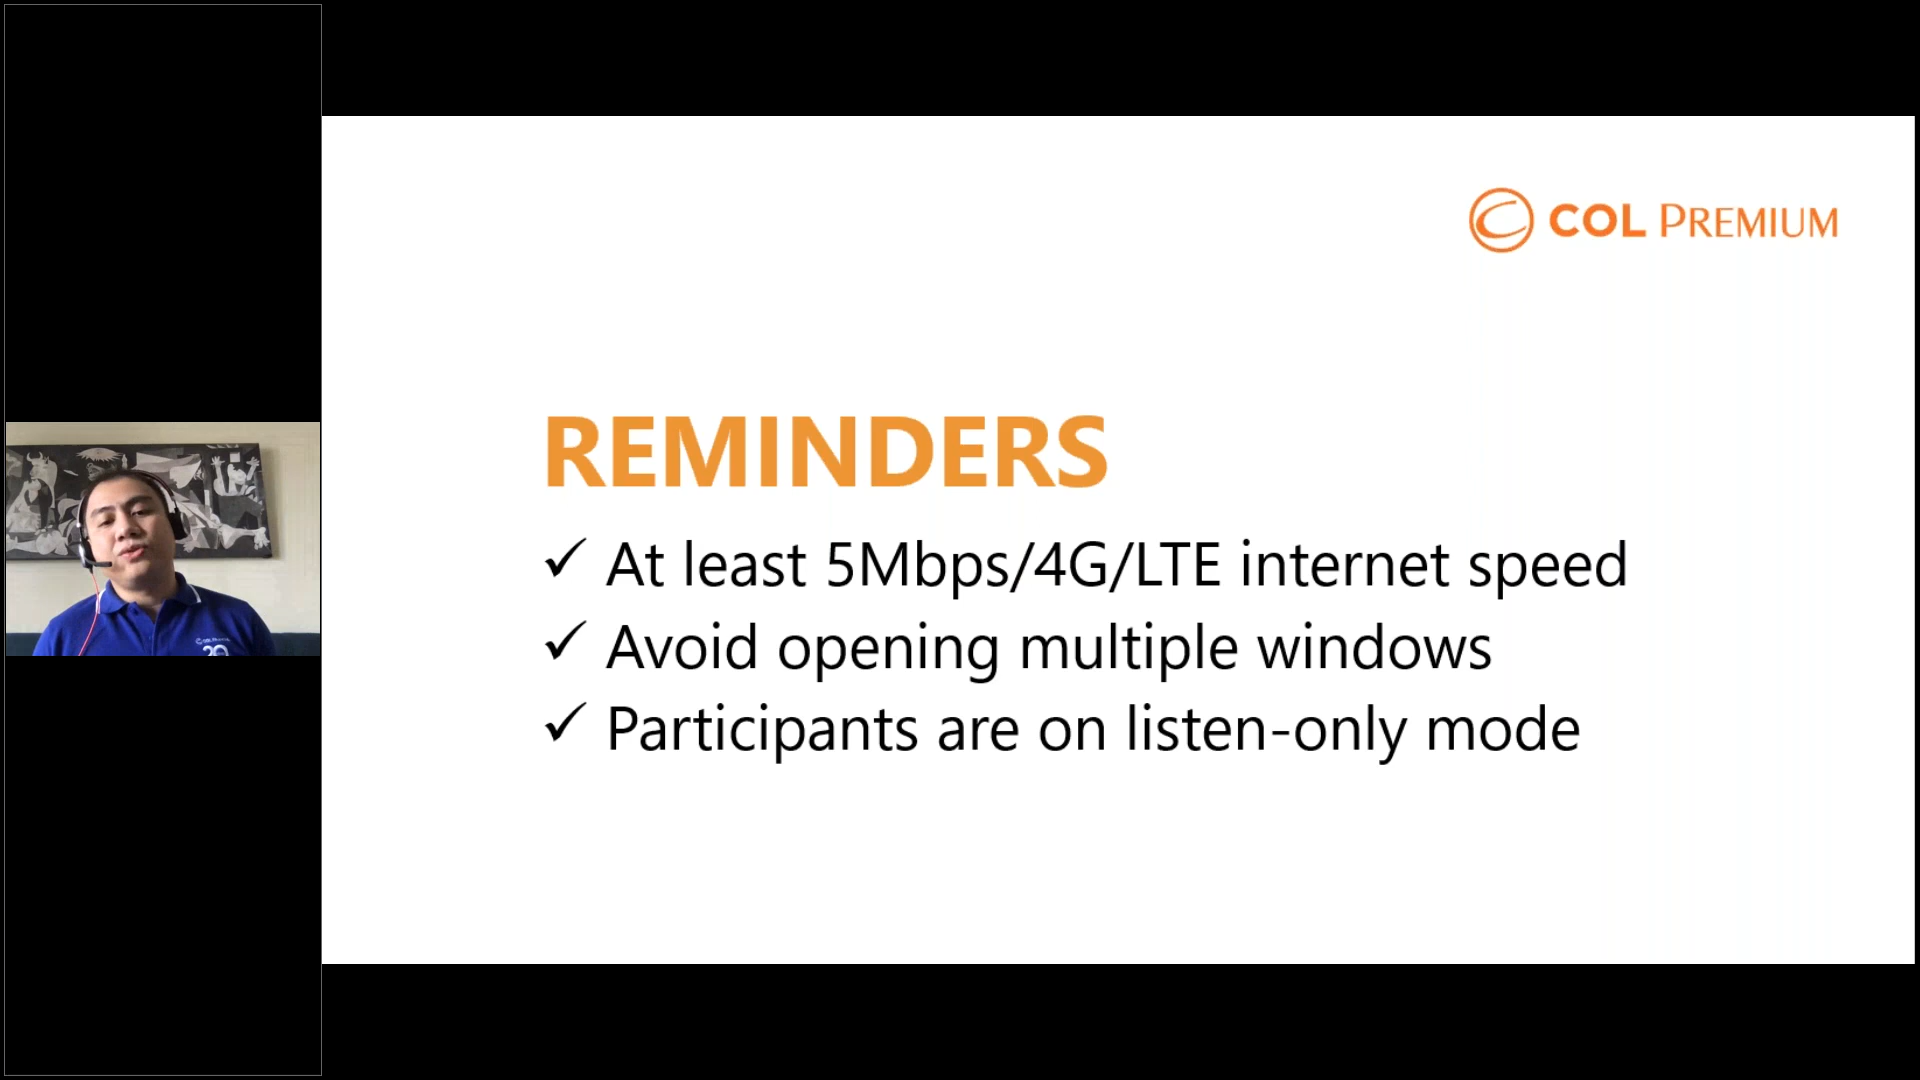 COL PREMIUM
REMINDERS
✓ At least 5Mbps/4G/LTE internet speed
✓ Avoid opening multiple windows
✓ Participants are on listen-only mode